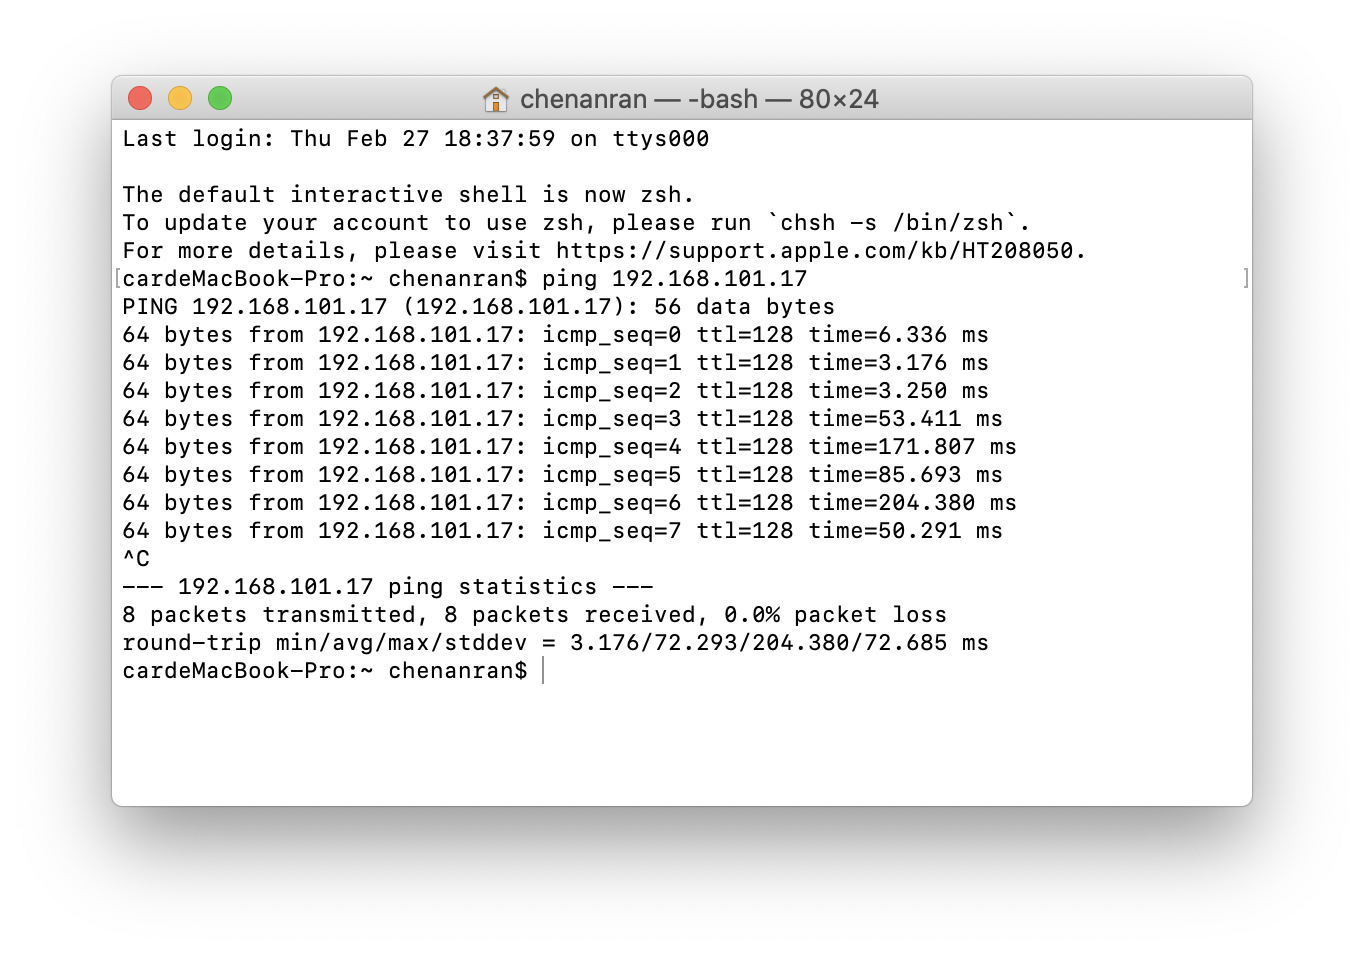 chenanran — -bash — 80×24
Last login: Thu Feb 27 18:37:59 on ttys000
The default interactive shell is now zsh.
To update your account to use zsh, please run `chsh -s /bin/zsh`.
For more details, please visit https://support.apple.com/kb/HT208050.
[cardeMacBook-Pro:~ chenanran$ ping 192.168.101.17 ]
PING 192.168.101.17 (192.168.101.17): 56 data bytes
64 bytes from 192.168.101.17: icmp_seq=0 ttl=128 time=6.336 ms
64 bytes from 192.168.101.17: icmp_seq=1 ttl=128 time=3.176 ms
64 bytes from 192.168.101.17: icmp_seq=2 ttl=128 time=3.250 ms
64 bytes from 192.168.101.17: icmp_seq=3 ttl=128 time=53.411 ms
64 bytes from 192.168.101.17: icmp_seq=4 ttl=128 time=171.807 ms
64 bytes from 192.168.101.17: icmp_seq=5 ttl=128 time=85.693 ms
64 bytes from 192.168.101.17: icmp_seq=6 ttl=128 time=204.380 ms
64 bytes from 192.168.101.17: icmp_seq=7 ttl=128 time=50.291 ms
^C
--- 192.168.101.17 ping statistics ---
8 packets transmitted, 8 packets received, 0.0% packet loss
round-trip min/avg/max/stddev = 3.176/72.293/204.380/72.685 ms
cardeMacBook-Pro:~ chenanran$